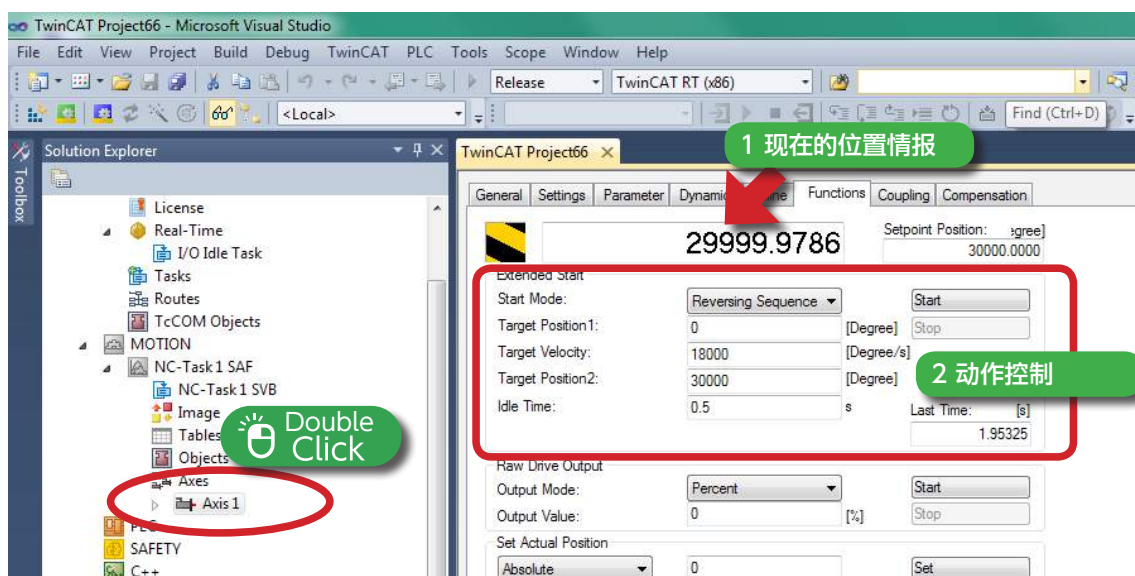 TwinCAT Project66 - Microsoft Visual Studio
File Edit View Project Build Debug TwinCAT PLC Tools Scope Window Help
Release TwinCAT RT (x86)
<Local> Find (Ctrl+D)
1 现在的位置情报
Toolbox
Solution Explorer
License
Real-Time
I/O Idle Task
Tasks
Routes
TcCOM Objects
MOTION
NC-Task 1 SAF
NC-Task 1 SVB
Image
Tables
Objects
Axes
Axis 1
SAFETY
C++
Double
Click
TwinCAT Project66
General Settings Parameter Functions Coupling Compensation
29999.9786
Setpoint Position:
30000.0000
Extended Start
Start Mode: Reversing Sequence Start
Target Position1: 0 [Degree] Stop
Target Velocity: 18000 [Degree/s]
Target Position2: 30000 [Degree]
2 动作控制
Idle Time: 0.5 s Last Time: [s]
1.95325
Raw Drive Output
Output Mode: Percent Start
Output Value: 0 [%] Stop
Set Actual Position
Absolute 0 Set